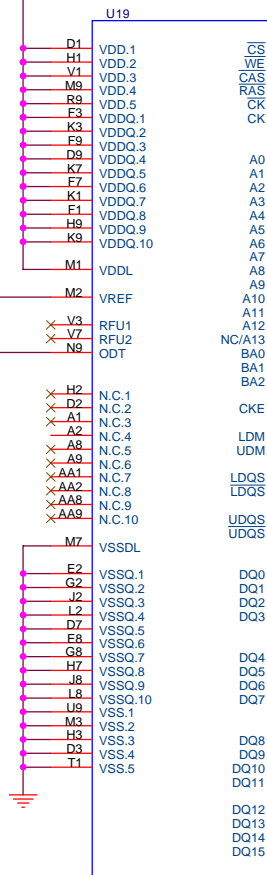 U19
D1 VDD.1 CS
H1 VDD.2 WE
V1 VDD.3 CAS
M9 VDD.4 RAS
R9 VDD.5 CK
F3 VDDQ.1 CK
K3 VDDQ.2
F9 VDDQ.3
D9 VDDQ.4 A0
K7 VDDQ.5 A1
F7 VDDQ.6 A2
K1 VDDQ.7 A3
F1 VDDQ.8 A4
H9 VDDQ.9 A5
K9 VDDQ.10 A6
A7
M1 VDDL A8
A9
M2 VREF A10
A11
V3 RFU1 A12
V7 RFU2 NC/A13
N9 ODT BA0
BA1
BA2
H2 N.C.1
D2 N.C.2 CKE
A1 N.C.3
A2 N.C.4 LDM
A8 N.C.5 UDM
A9 N.C.6
AA1 N.C.7 LDQS
AA2 N.C.8 LDQS
AA8 N.C.9
AA9 N.C.10 UDQS
UDQS
M7 VSSDL
E2 VSSQ.1 DQ0
G2 VSSQ.2 DQ1
J2 VSSQ.3 DQ2
L2 VSSQ.4 DQ3
D7 VSSQ.5
E8 VSSQ.6
G8 VSSQ.7 DQ4
H7 VSSQ.8 DQ5
J8 VSSQ.9 DQ6
L8 VSSQ.10 DQ7
U9 VSS.1
M3 VSS.2
H3 VSS.3 DQ8
D3 VSS.4 DQ9
T1 VSS.5 DQ10
DQ11
DQ12
DQ13
DQ14
DQ15